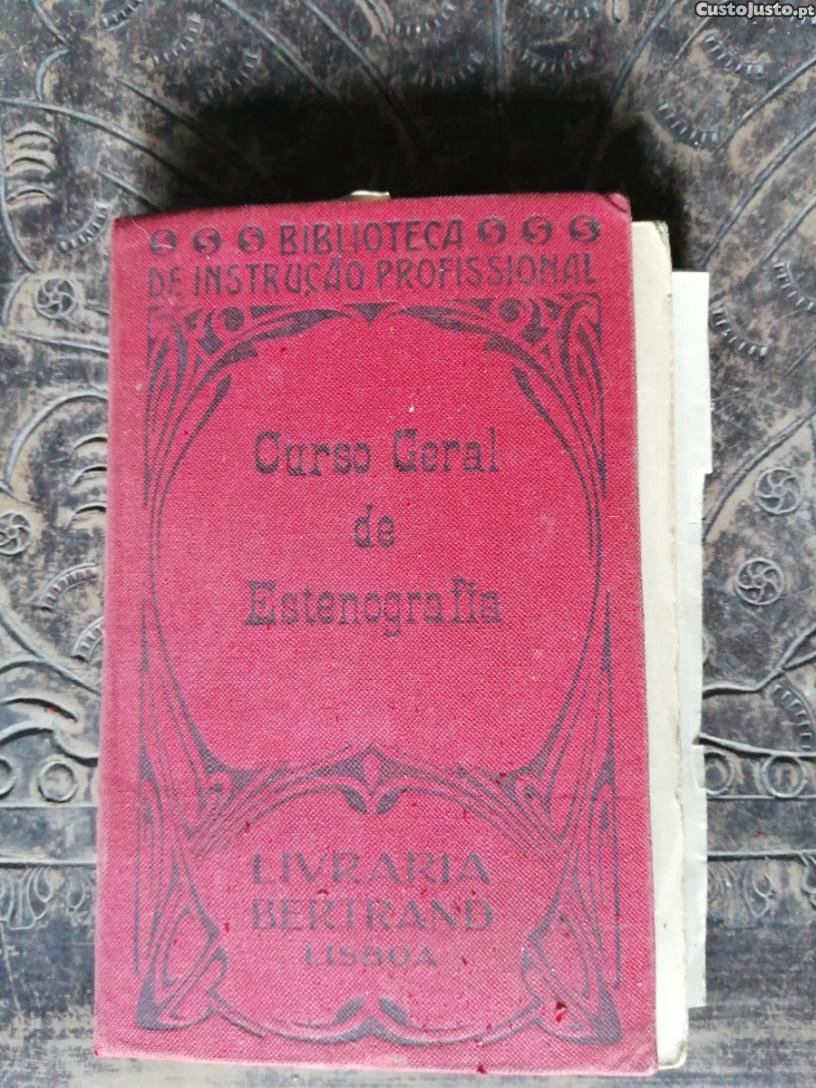 CustoJusto.pt
BIBLIOTECA
DE INSTRUÇÃO PROFISSIONAL
Curso Geral
de
Estenografia
LIVRARIA
BERTRAND
LISBOA